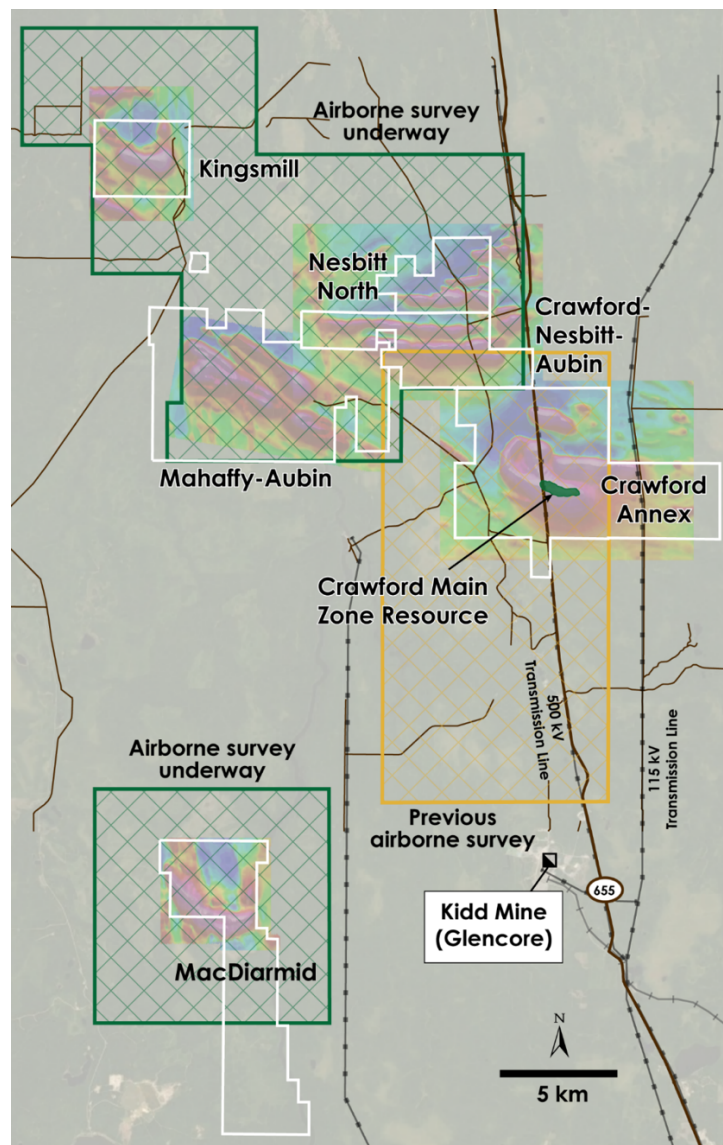 Airborne survey
underway
Kingsmill
Nesbitt
North
Crawford-
Nesbitt-
Aubin
Mahaffy-Aubin
Crawford
Annex
Crawford Main
Zone Resource
500 kV
Transmission Line
115 kV
Transmission Line
Airborne survey
underway
Previous
airborne survey
655
Kidd Mine
(Glencore)
MacDiarmid
N
5 km